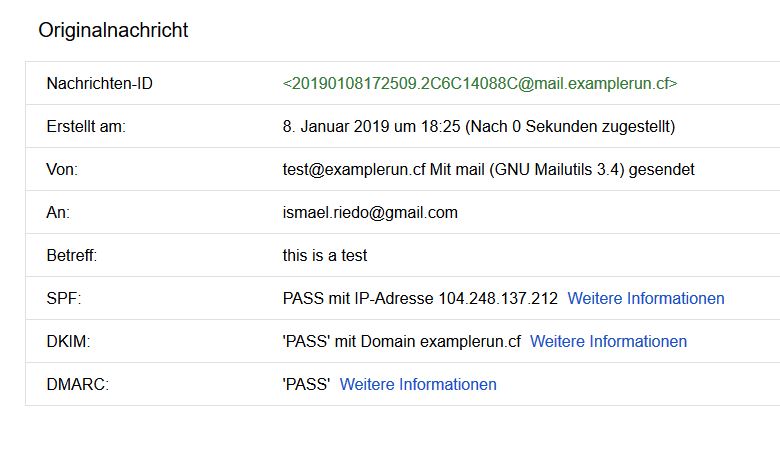 Originalnachricht
Nachrichten-ID <20190108172509.2C6C14088C@mail.examplerun.cf>
Erstellt am: 8. Januar 2019 um 18:25 (Nach 0 Sekunden zugestellt)
Von: test@examplerun.cf Mit mail (GNU Mailutils 3.4) gesendet
An: ismael.riedo@gmail.com
Betreff: this is a test
SPF: PASS mit IP-Adresse 104.248.137.212 Weitere Informationen
DKIM: 'PASS' mit Domain examplerun.cf Weitere Informationen
DMARC: 'PASS' Weitere Informationen